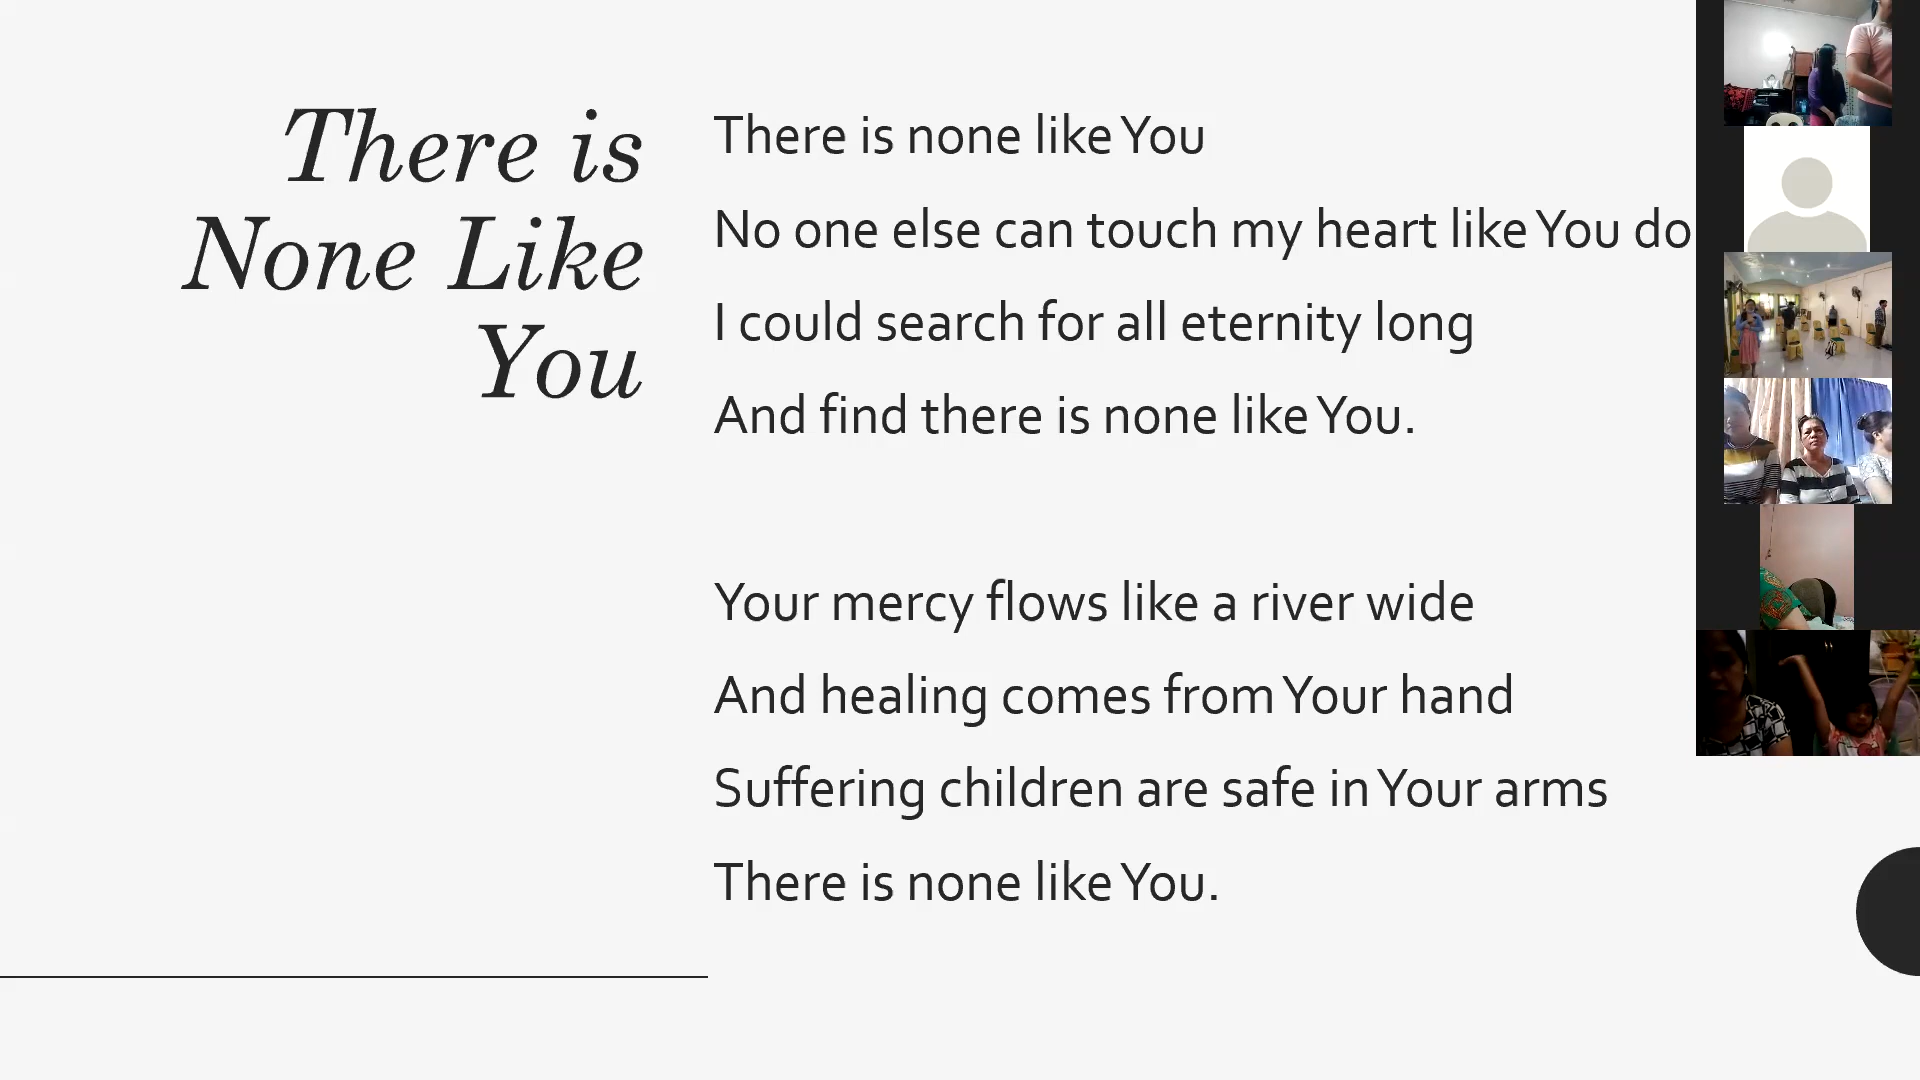 There is
None Like
You
There is none like You
No one else can touch my heart like You do
I could search for all eternity long
And find there is none like You.
Your mercy flows like a river wide
And healing comes from Your hand
Suffering children are safe in Your arms
There is none like You.